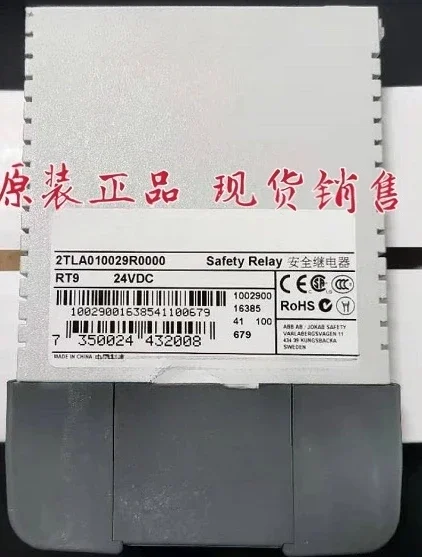 原装正品 现货销售
2TLA010029R0000 Safety Relay 安全继电器
RT9 24VDC
1002900
16385
41 100
679
10029001638541100679
7 350024 432008
MADE IN CHINA
CE
RoHS
ABB AB / JOKAB SAFETY
VARLABERGSVAGEN 11
434 39 KUNGSBACKA
SWEDEN